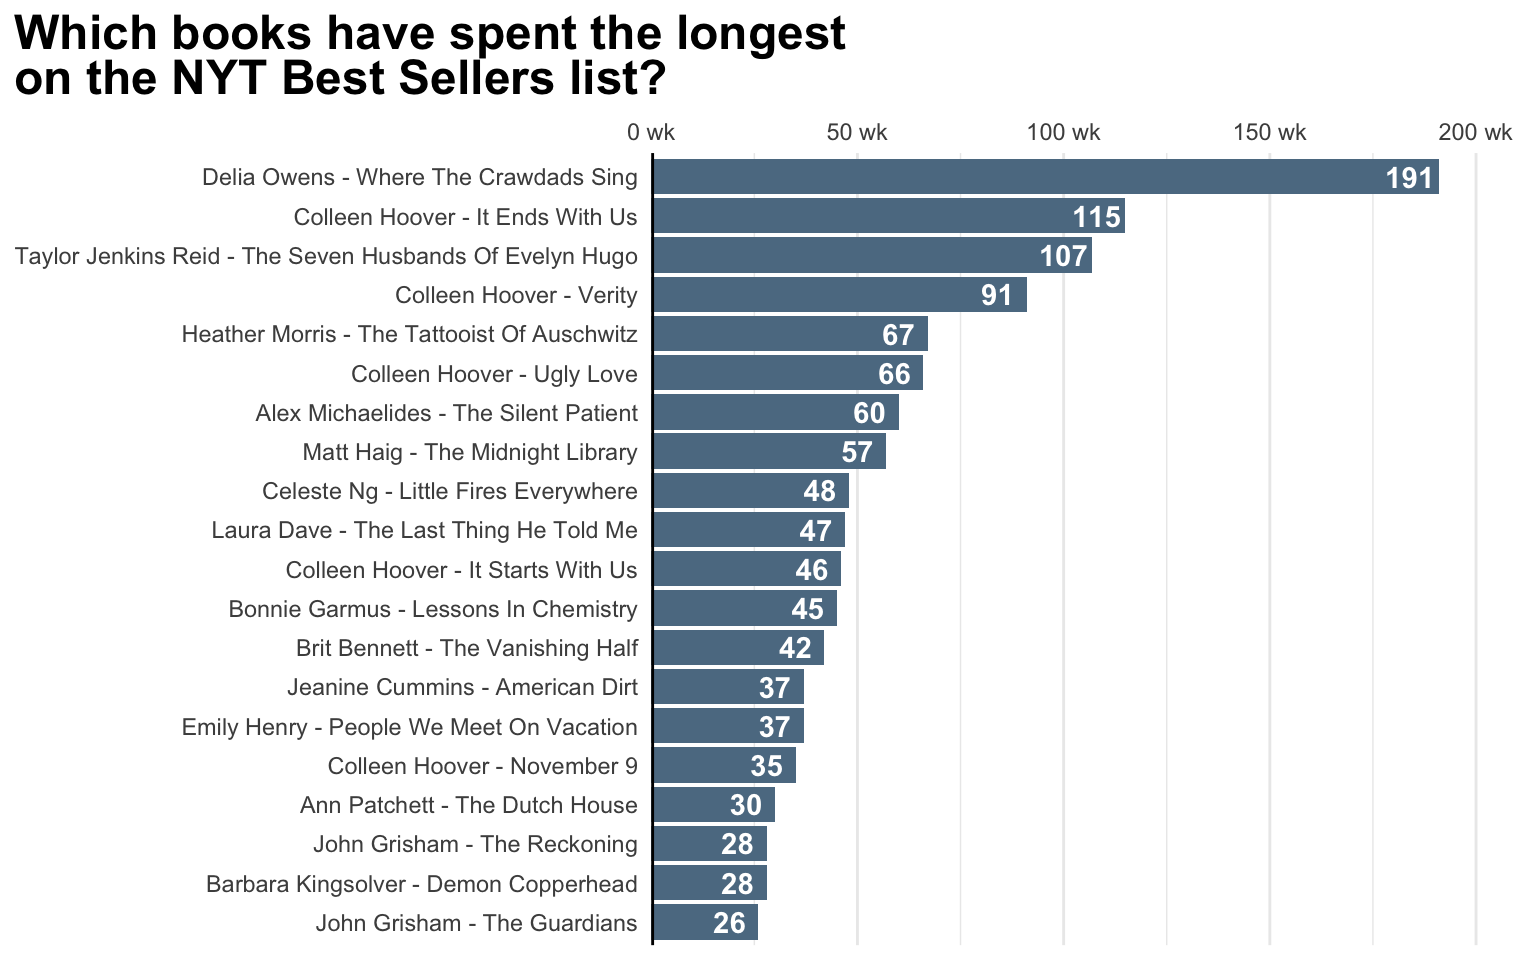 Which books have spent the longest
on the NYT Best Sellers list?
0 wk 50 wk 100 wk 150 wk 200 wk
Delia Owens - Where The Crawdads Sing 191
Colleen Hoover - It Ends With Us 115
Taylor Jenkins Reid - The Seven Husbands Of Evelyn Hugo 107
Colleen Hoover - Verity 91
Heather Morris - The Tattooist Of Auschwitz 67
Colleen Hoover - Ugly Love 66
Alex Michaelides - The Silent Patient 60
Matt Haig - The Midnight Library 57
Celeste Ng - Little Fires Everywhere 48
Laura Dave - The Last Thing He Told Me 47
Colleen Hoover - It Starts With Us 46
Bonnie Garmus - Lessons In Chemistry 45
Brit Bennett - The Vanishing Half 42
Jeanine Cummins - American Dirt 37
Emily Henry - People We Meet On Vacation 37
Colleen Hoover - November 9 35
Ann Patchett - The Dutch House 30
John Grisham - The Reckoning 28
Barbara Kingsolver - Demon Copperhead 28
John Grisham - The Guardians 26